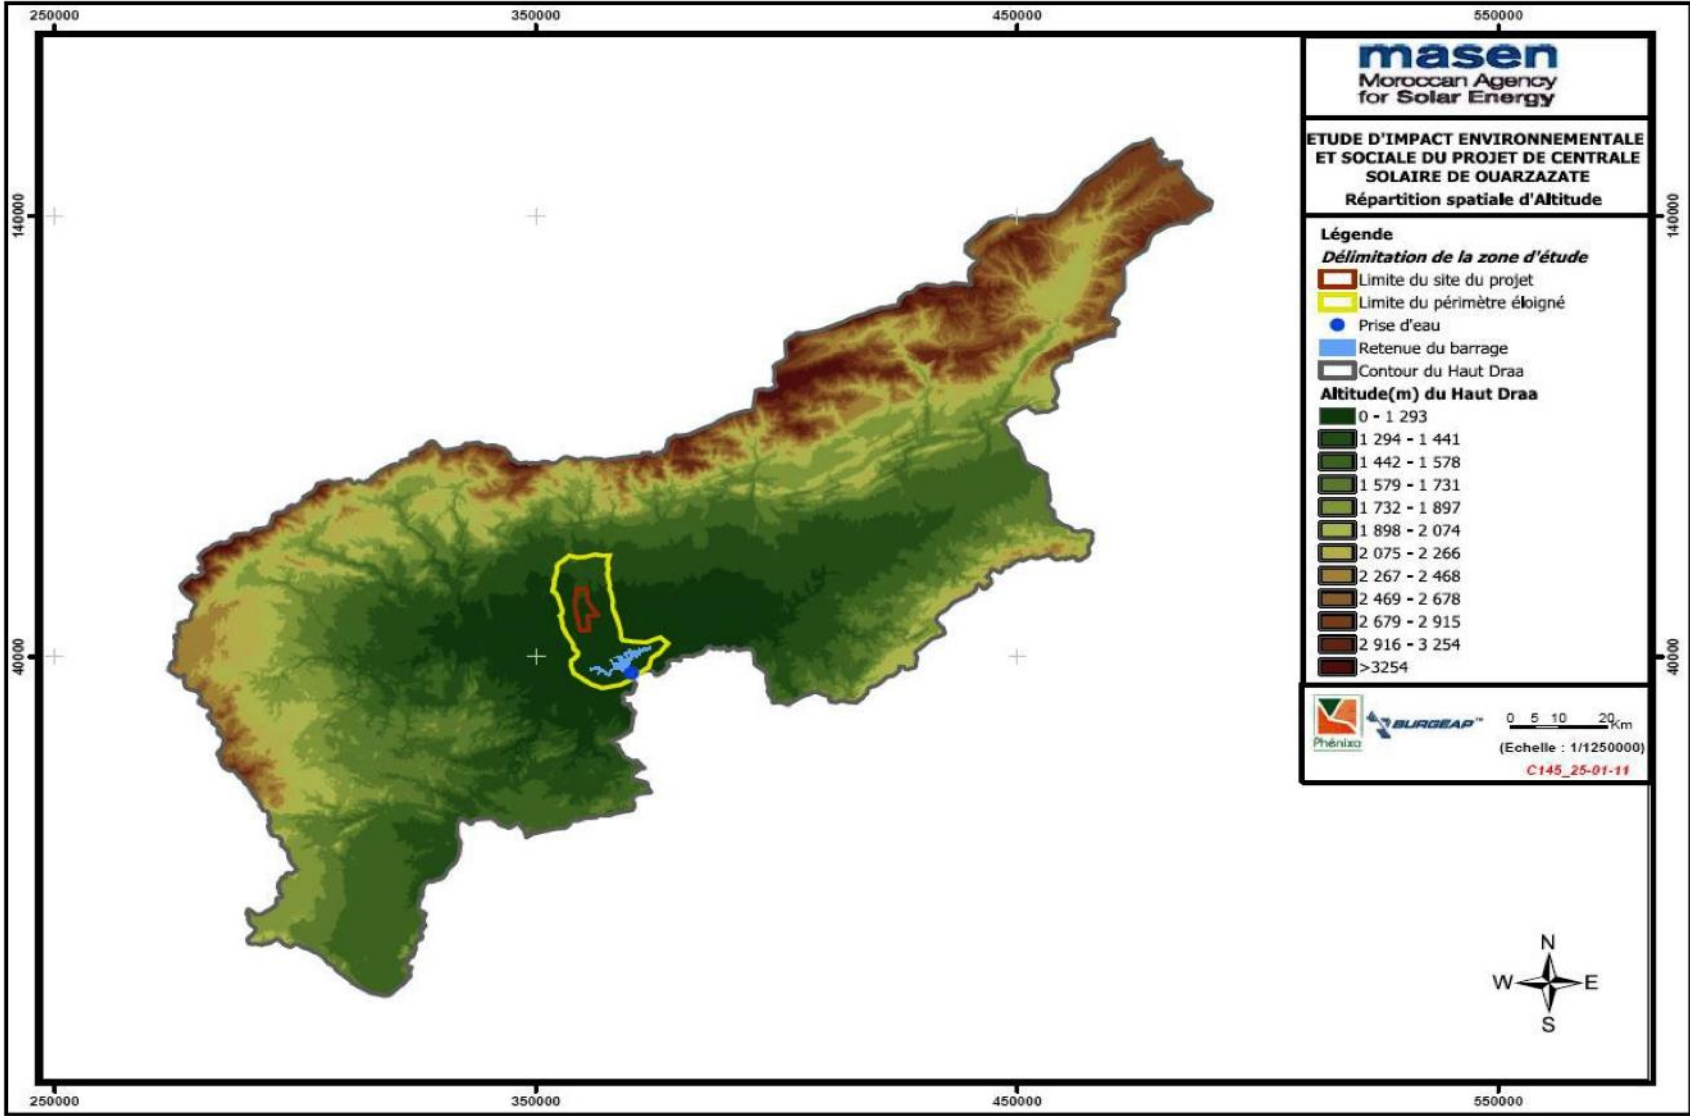 250000 350000 450000 550000
masen
Moroccan Agency
for Solar Energy
ETUDE D'IMPACT ENVIRONNEMENTALE
ET SOCIALE DU PROJET DE CENTRALE
SOLAIRE DE OUARZAZATE
Répartition spatiale d'Altitude
140000 140000
Légende
Délimitation de la zone d'étude
Limite du site du projet
Limite du périmètre éloigné
Prise d'eau
Retenue du barrage
Contour du Haut Draa
Altitude(m) du Haut Draa
0 - 1 293
1 294 - 1 441
1 442 - 1 578
1 579 - 1 731
1 732 - 1 897
1 898 - 2 074
2 075 - 2 266
2 267 - 2 468
2 469 - 2 678
2 679 - 2 915
2 916 - 3 254
>3254
40000 40000
Phénixa
BURGEAP™
0 5 10 20 Km
(Echelle : 1/1250000)
C145_25-01-11
N
W E
S
250000 350000 450000 550000